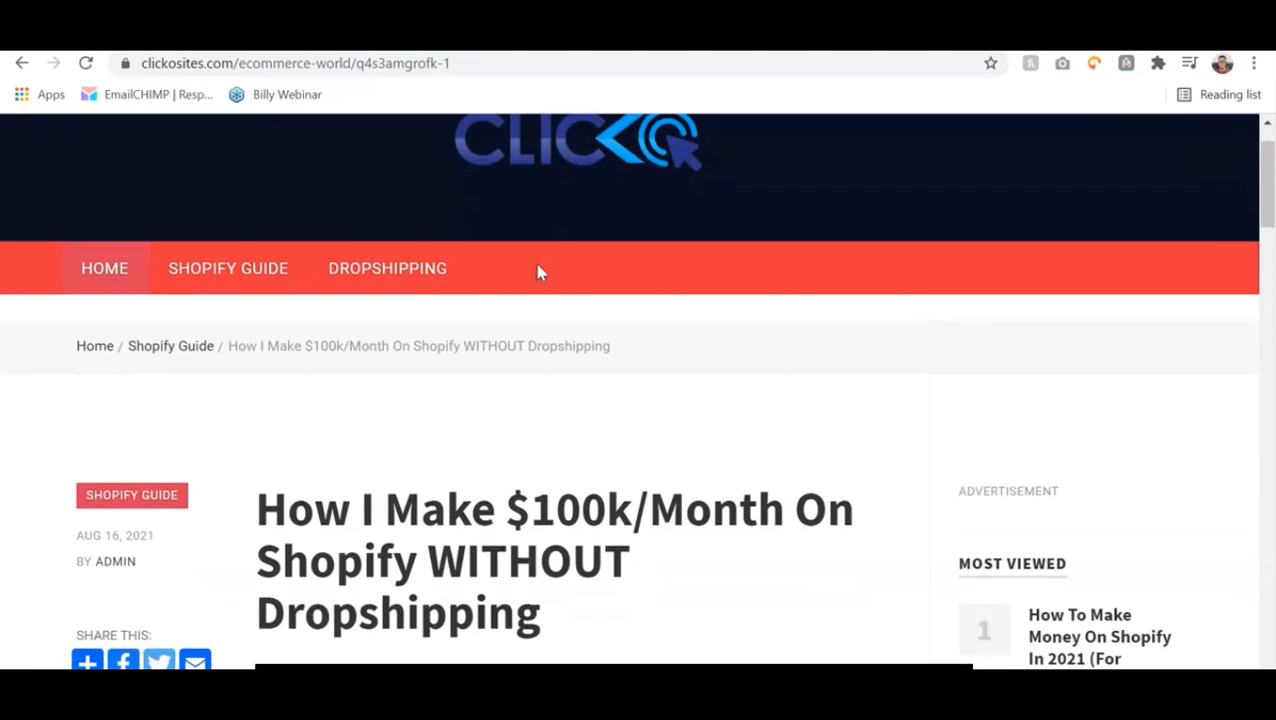 clickosites.com/ecommerce-world/q4s3amgrofk-1
Apps
EmailCHIMP | Resp...
Billy Webinar
Reading list
CLICKO
HOME
SHOPIFY GUIDE
DROPSHIPPING
Home / Shopify Guide / How I Make $100k/Month On Shopify WITHOUT Dropshipping
SHOPIFY GUIDE
AUG 16, 2021
BY ADMIN
SHARE THIS:
How I Make $100k/Month On
Shopify WITHOUT
Dropshipping
ADVERTISEMENT
MOST VIEWED
1
How To Make
Money On Shopify
In 2021 (For